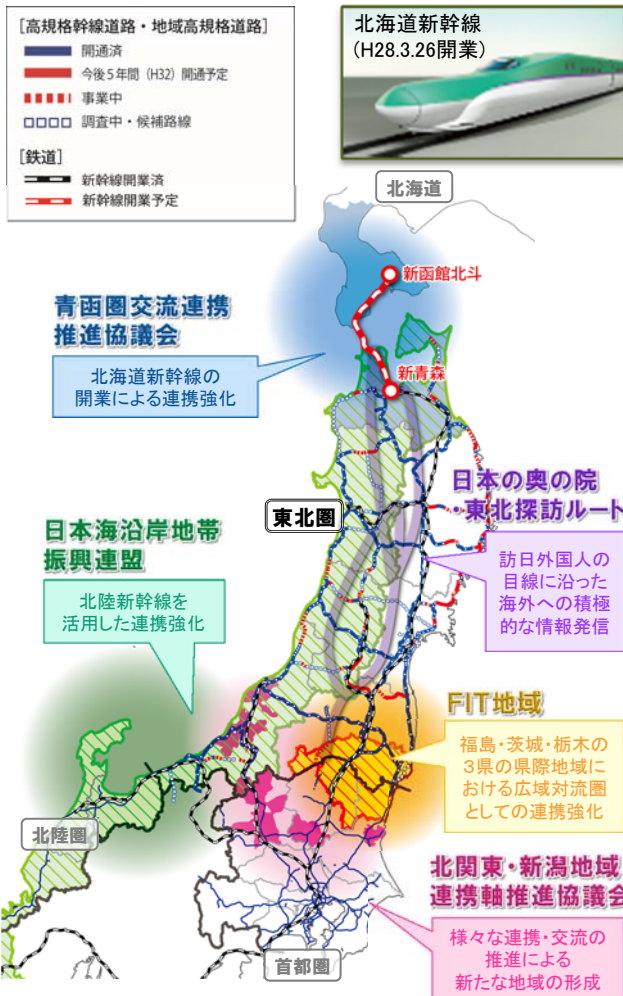 [高規格幹線道路・地域高規格道路]
開通済
今後5年間(H32)開通予定
事業中
調査中・候補路線
[鉄道]
新幹線開業済
新幹線開業予定
北海道新幹線
(H28.3.26開業)
北海道
新函館北斗
青函圏交流連携
推進協議会
北海道新幹線の
開業による連携強化
新青森
日本の奥の院
・東北探訪ルート
東北圏
訪日外国人の
目線に沿った
海外への積極
的な情報発信
日本海沿岸地帯
振興連盟
北陸新幹線を
活用した連携強化
FIT地域
福島・茨城・栃木の
3県の県際地域に
おける広域対流圏
としての連携強化
北陸圏
北関東・新潟地域
連携軸推進協議会
様々な連携・交流の
推進による
新たな地域の形成
首都圏